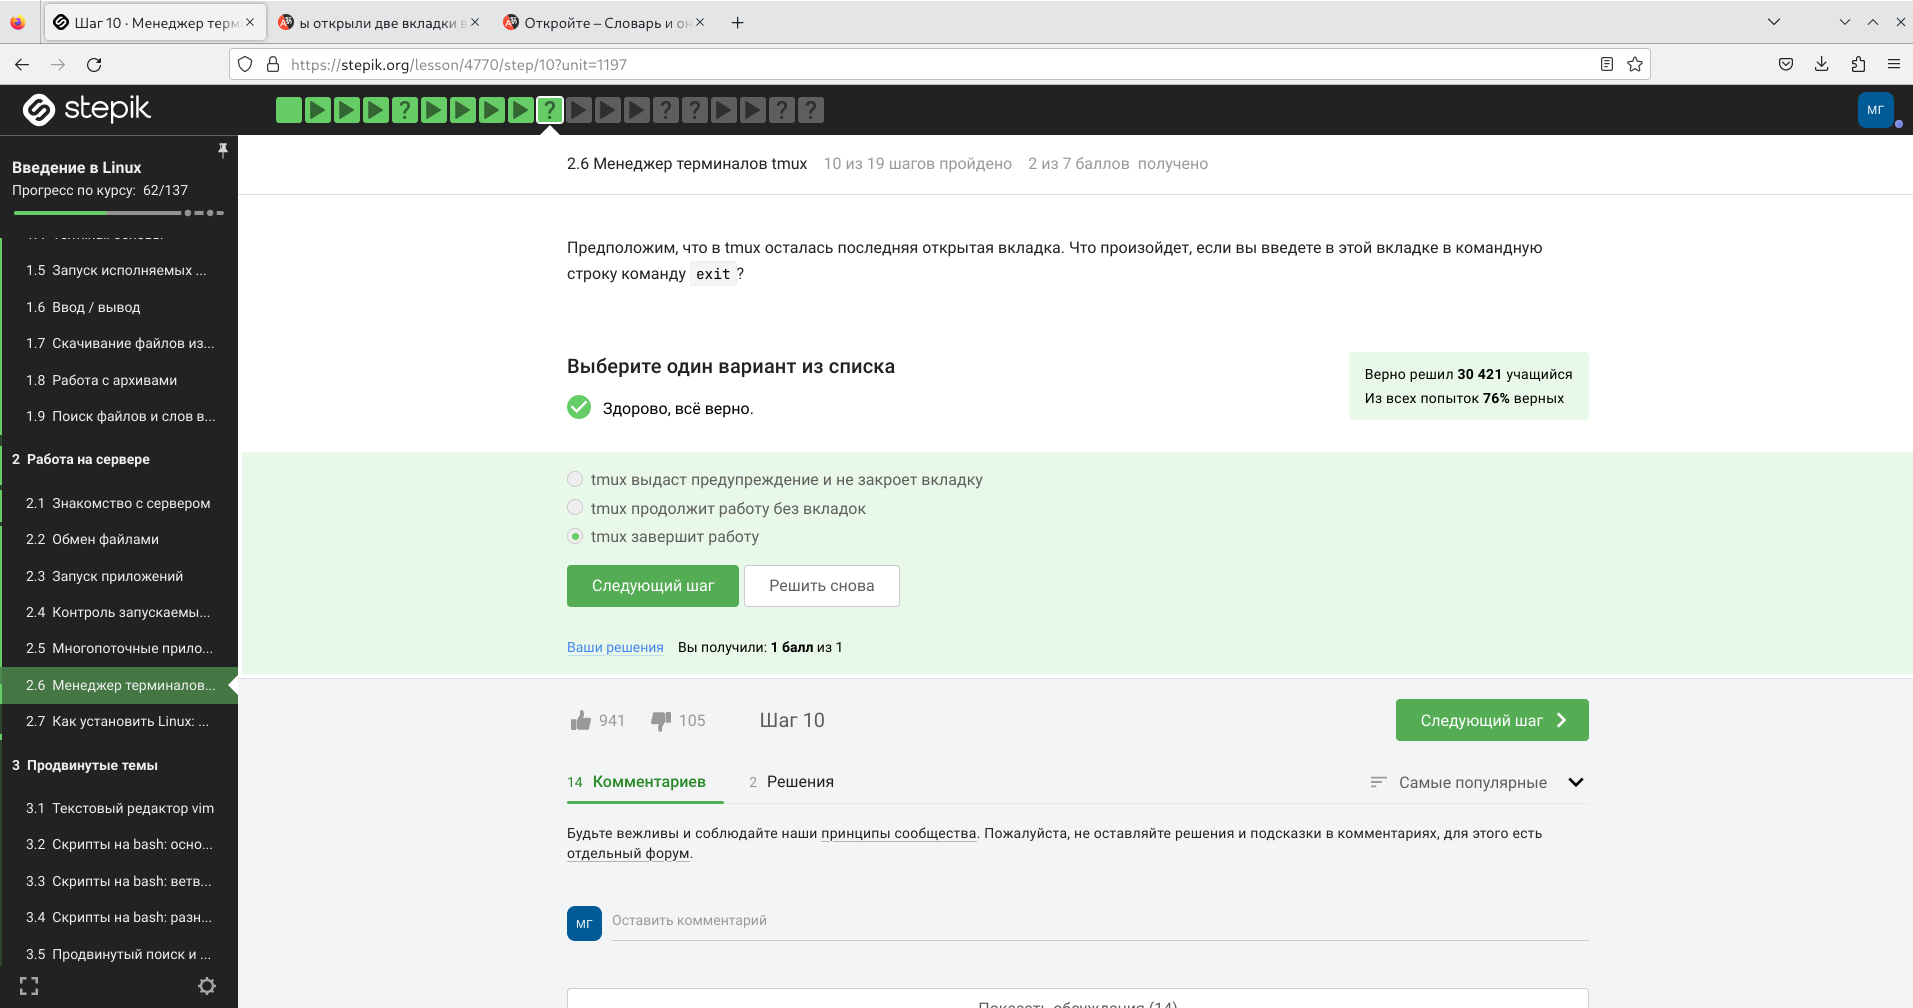 Шаг 10 · Менеджер терм
ы открыли две вкладки в
Откройте – Словарь и он
https://stepik.org/lesson/4770/step/10?unit=1197
stepik
? ? ? ? ? ?
МГ
Введение в Linux
Прогресс по курсу: 62/137
2.6 Менеджер терминалов tmux 10 из 19 шагов пройдено 2 из 7 баллов получено
1.5 Запуск исполняемых ...
1.6 Ввод / вывод
1.7 Скачивание файлов из...
1.8 Работа с архивами
1.9 Поиск файлов и слов в...
2 Работа на сервере
2.1 Знакомство с сервером
2.2 Обмен файлами
2.3 Запуск приложений
2.4 Контроль запускаемы...
2.5 Многопоточные прило...
2.6 Менеджер терминалов...
2.7 Как установить Linux: ...
3 Продвинутые темы
3.1 Текстовый редактор vim
3.2 Скрипты на bash: осно...
3.3 Скрипты на bash: ветв...
3.4 Скрипты на bash: разн...
3.5 Продвинутый поиск и ...
Предположим, что в tmux осталась последняя открытая вкладка. Что произойдет, если вы введете в этой вкладке в командную
строку команду exit ?
Выберите один вариант из списка
Здорово, всё верно.
Верно решил 30 421 учащийся
Из всех попыток 76% верных
tmux выдаст предупреждение и не закроет вкладку
tmux продолжит работу без вкладок
tmux завершит работу
Следующий шаг Решить снова
Ваши решения Вы получили: 1 балл из 1
941 105 Шаг 10 Следующий шаг
14 Комментариев 2 Решения Самые популярные
Будьте вежливы и соблюдайте наши принципы сообщества. Пожалуйста, не оставляйте решения и подсказки в комментариях, для этого есть
отдельный форум.
МГ Оставить комментарий
Показать обсуждения (14)